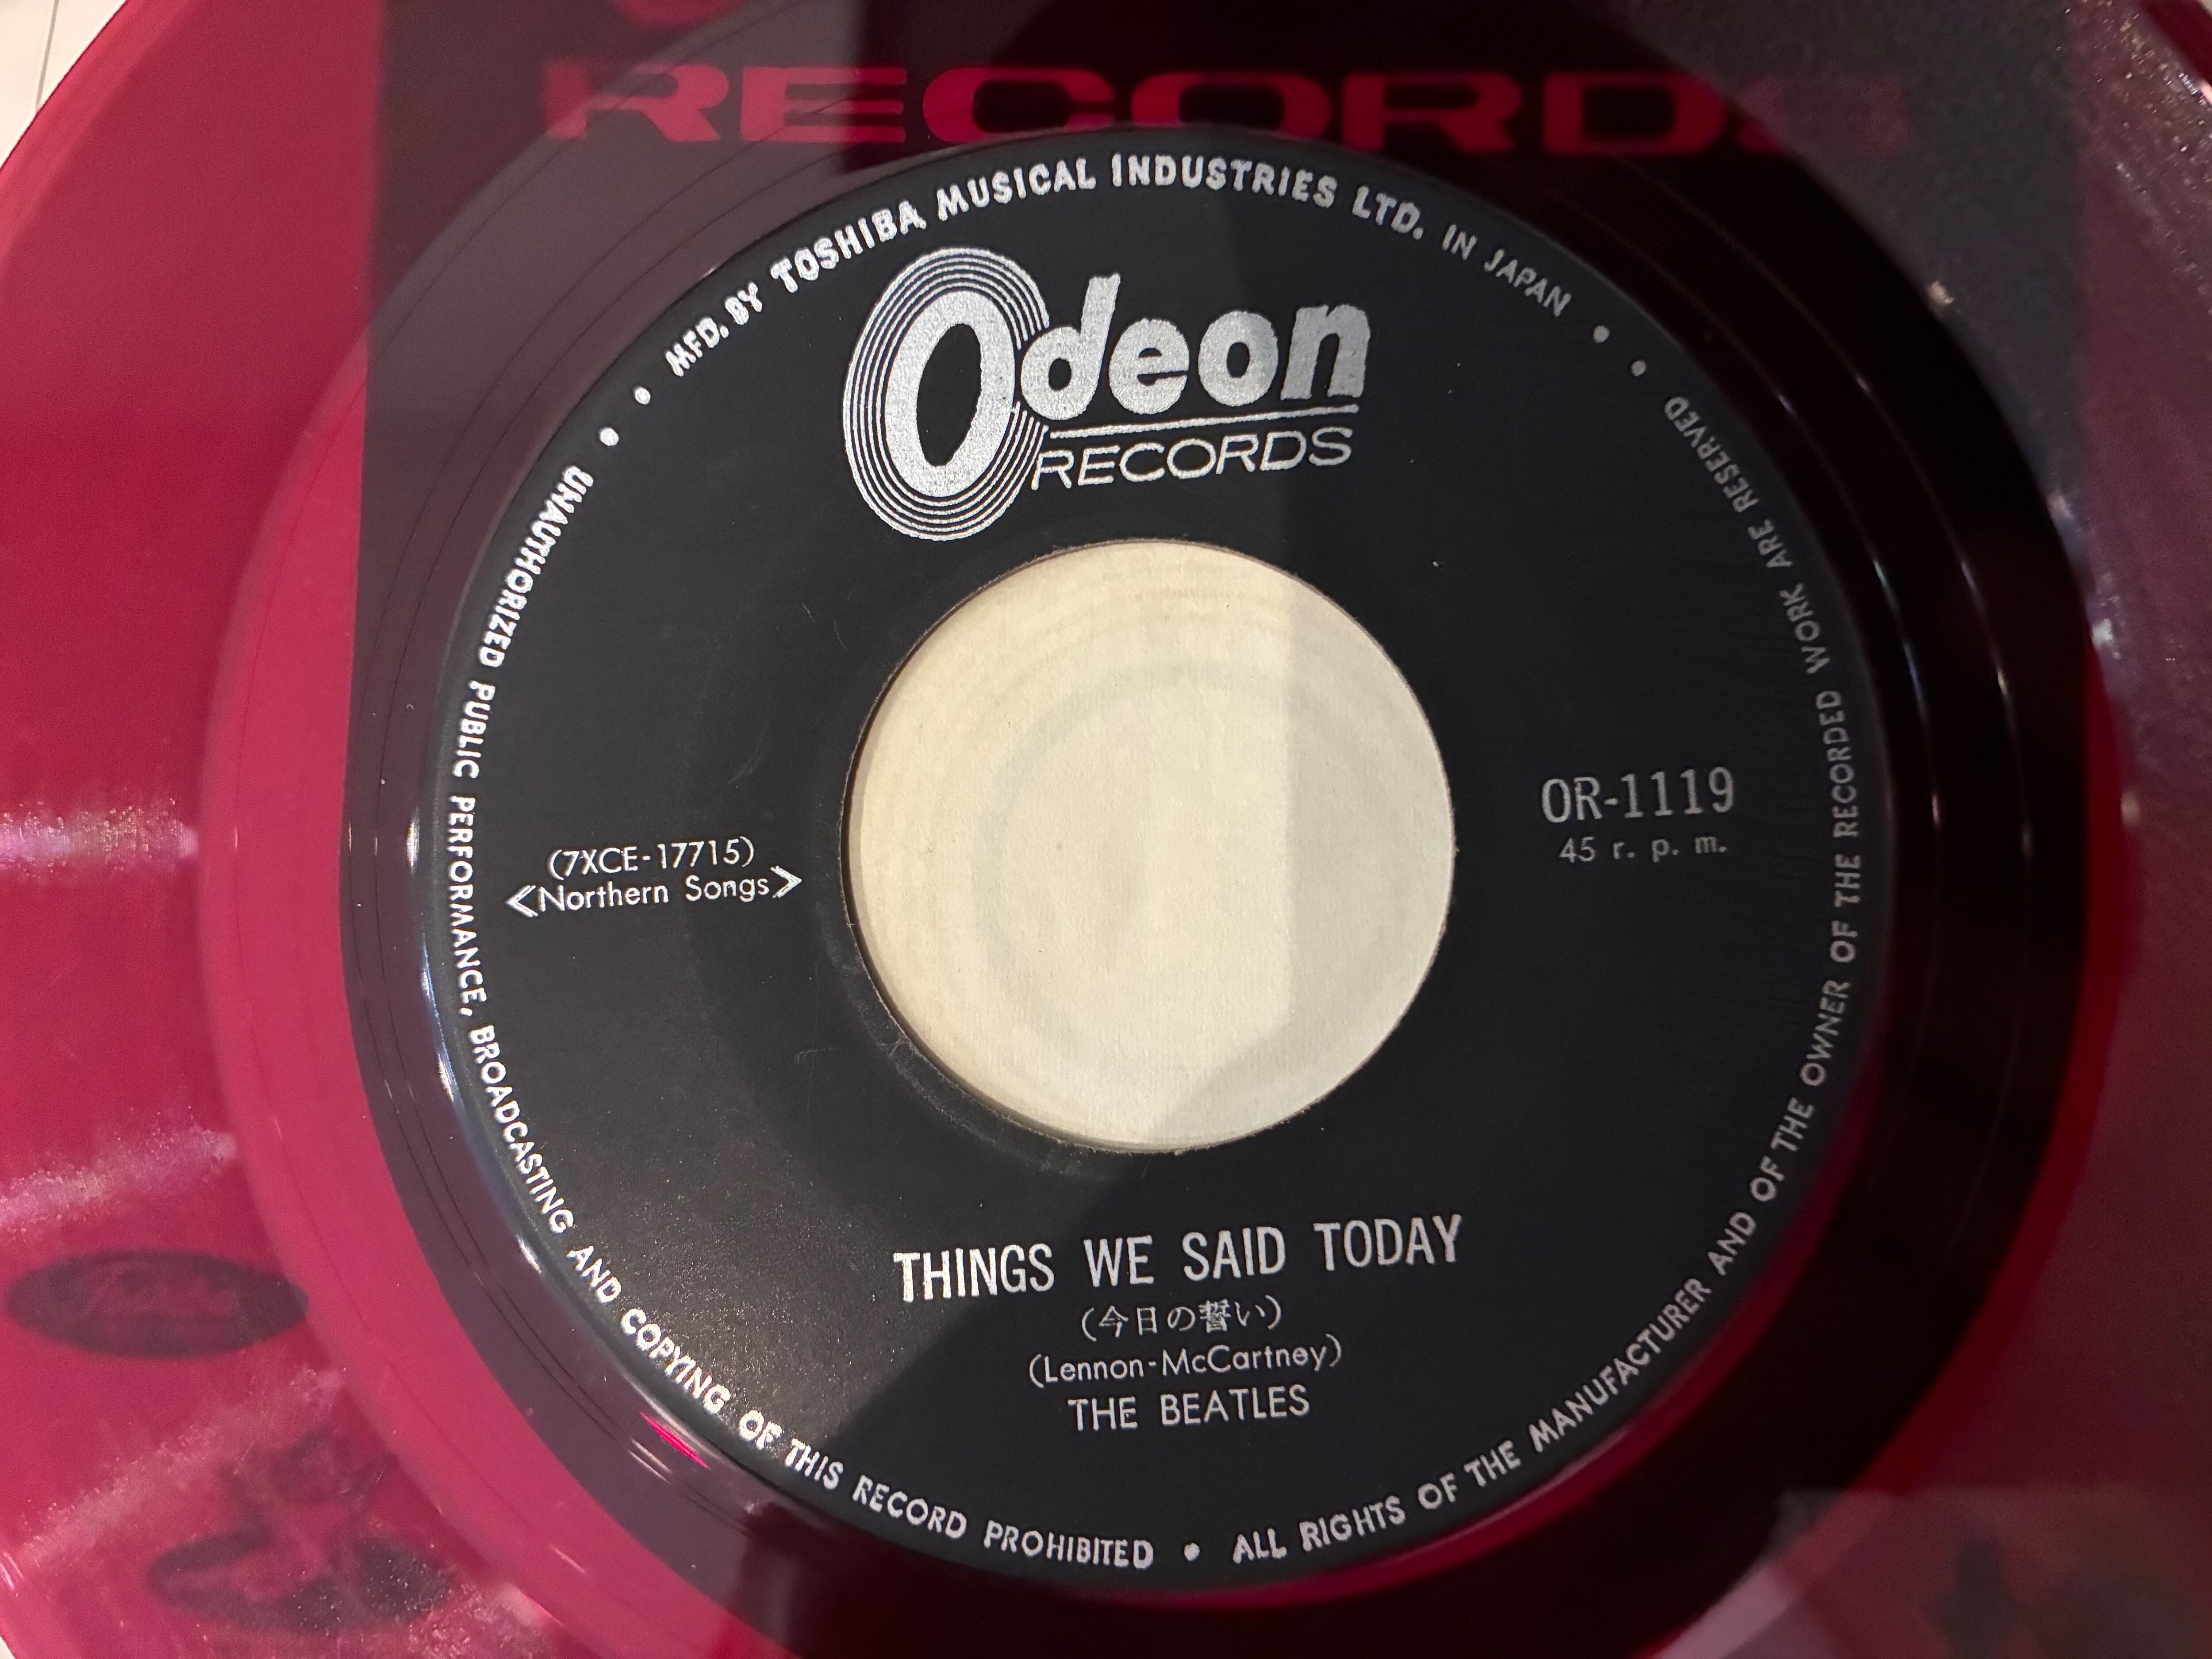 RECORDS
MFD. BY TOSHIBA MUSICAL INDUSTRIES LTD. IN JAPAN
Odeon
RECORDS
OR-1119
45 r. p. m.
(7XCE-17715)
<Northern Songs>
THINGS WE SAID TODAY
(今日の誓い)
(Lennon-McCartney)
THE BEATLES
UNAUTHORIZED PUBLIC PERFORMANCE, BROADCASTING AND COPYING OF THIS RECORD PROHIBITED • ALL RIGHTS OF THE MANUFACTURER AND OF THE OWNER OF THE RECORDED WORK ARE RESERVED